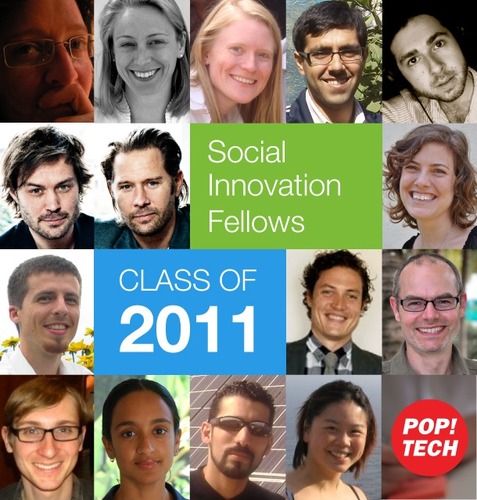 Social
Innovation
Fellows
CLASS OF
2011
POP!
TECH